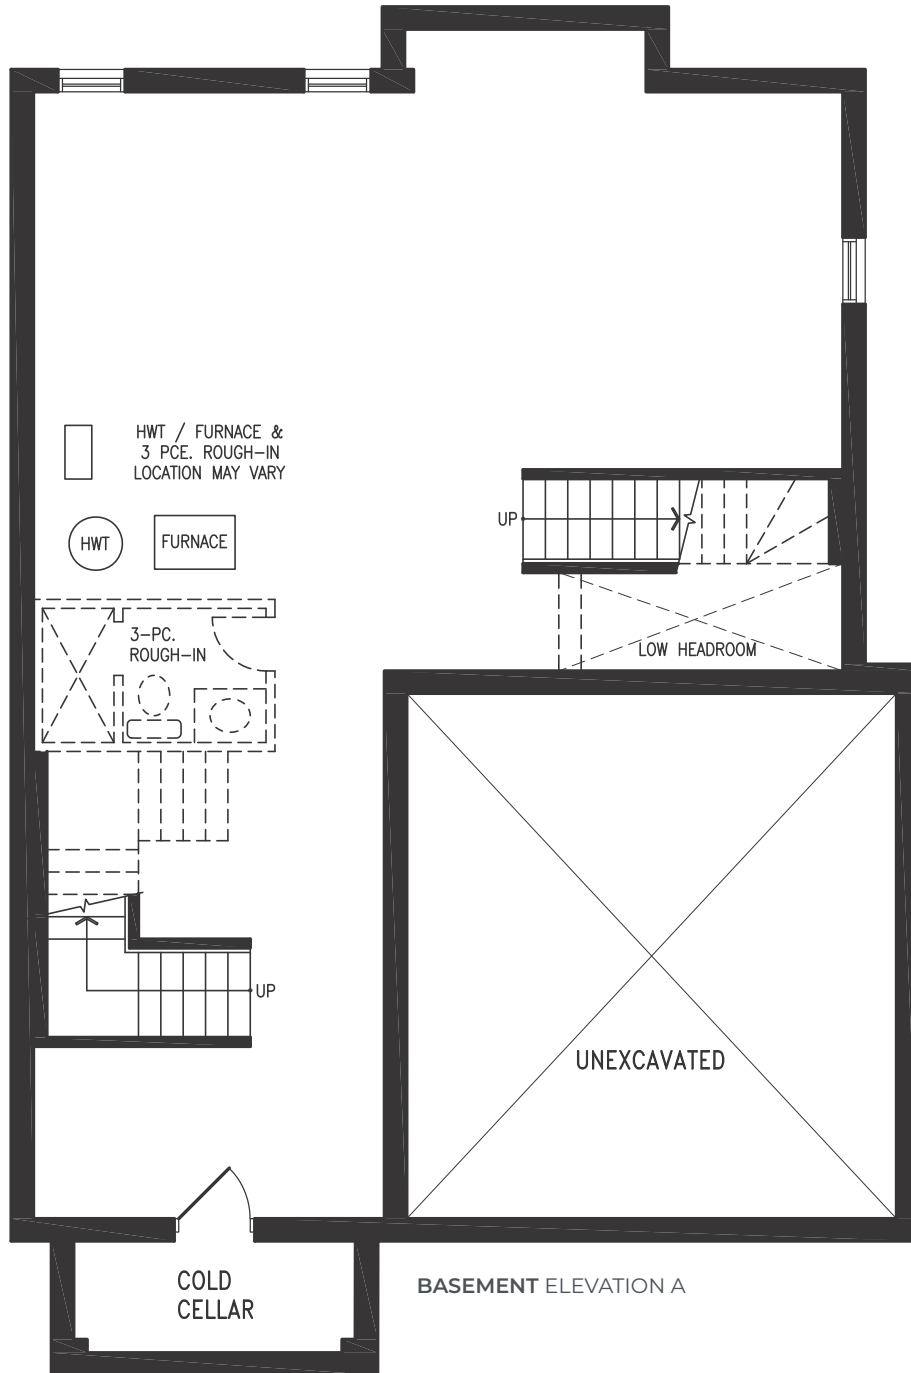 HWT / FURNACE &
3 PCE. ROUGH-IN
LOCATION MAY VARY
UP
HWT
FURNACE
3-PC.
ROUGH-IN
LOW HEADROOM
UP
UNEXCAVATED
COLD
CELLAR
BASEMENT ELEVATION A